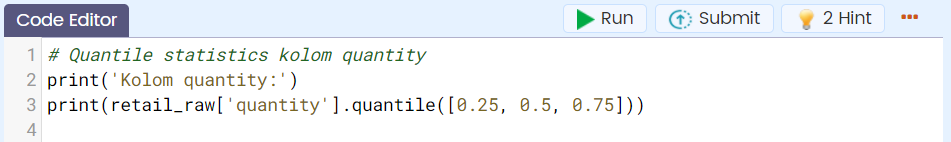 Code Editor Run Submit 2 Hint
1 # Quantile statistics kolom quantity
2 print('Kolom quantity:')
3 print(retail_raw['quantity'].quantile([0.25, 0.5, 0.75]))
4